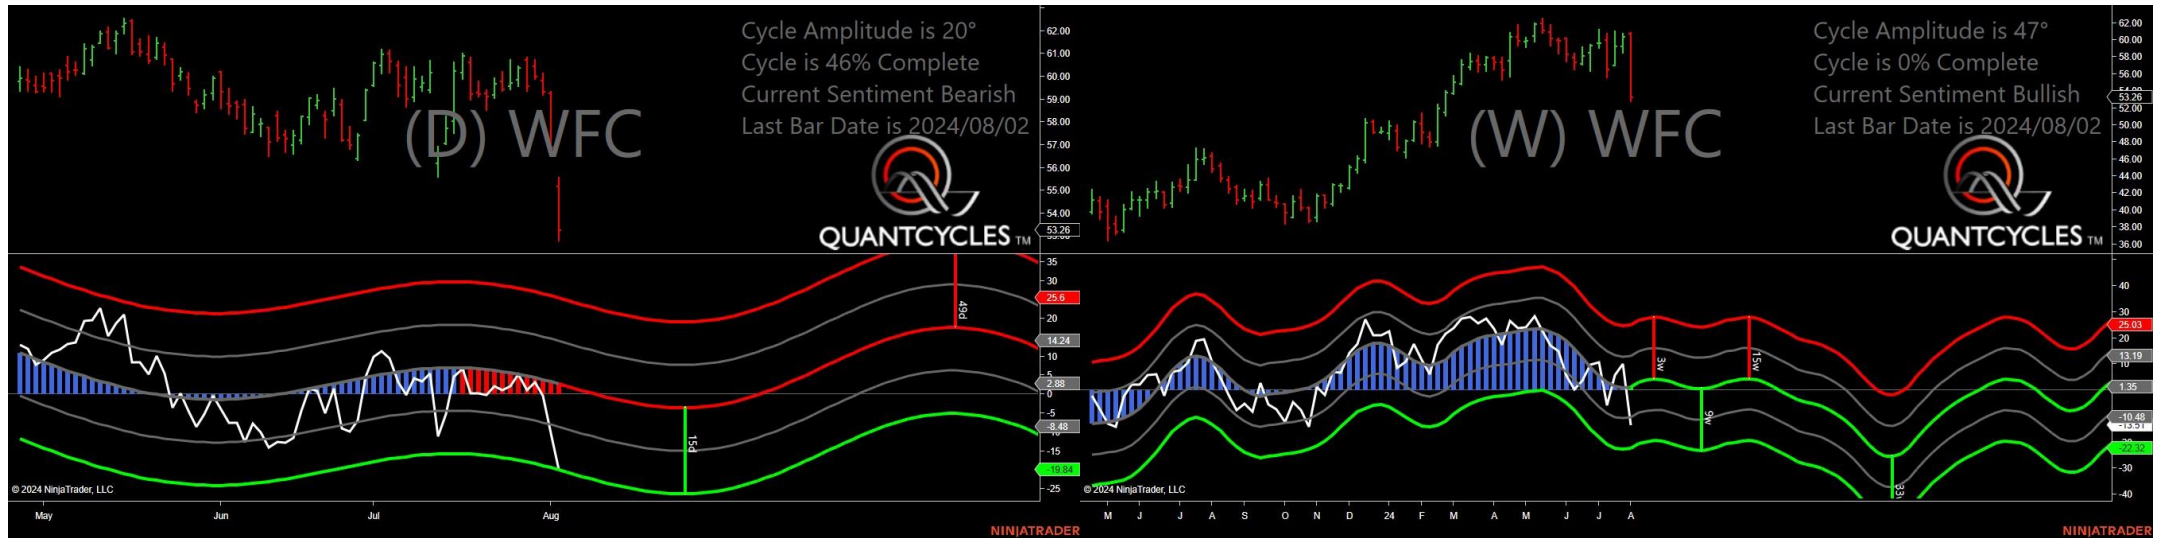 Cycle Amplitude is 20°
Cycle is 46% Complete
Current Sentiment Bearish
Last Bar Date is 2024/08/02
(D) WFC
QUANTCYCLES TM
62.00
61.00
60.00
59.00
58.00
57.00
56.00
55.00
54.00
53.26
35
30
25.6
20
14.24
10
5
2.88
0
-5
-8.48
-15
-19.84
-25
49d
15d
© 2024 NinjaTrader, LLC
May Jun Jul Aug
NINJATRADER
Cycle Amplitude is 47°
Cycle is 0% Complete
Current Sentiment Bullish
Last Bar Date is 2024/08/02
(W) WFC
QUANTCYCLES TM
62.00
60.00
58.00
56.00
53.26
52.00
50.00
48.00
46.00
44.00
42.00
40.00
38.00
36.00
40
30
25.03
20
13.19
10
1.35
-10.48
-13.51
-22.32
-30
-40
3w
15w
9w
© 2024 NinjaTrader, LLC
M J J A S O N D 24 F M A M J J A
NINJATRADER